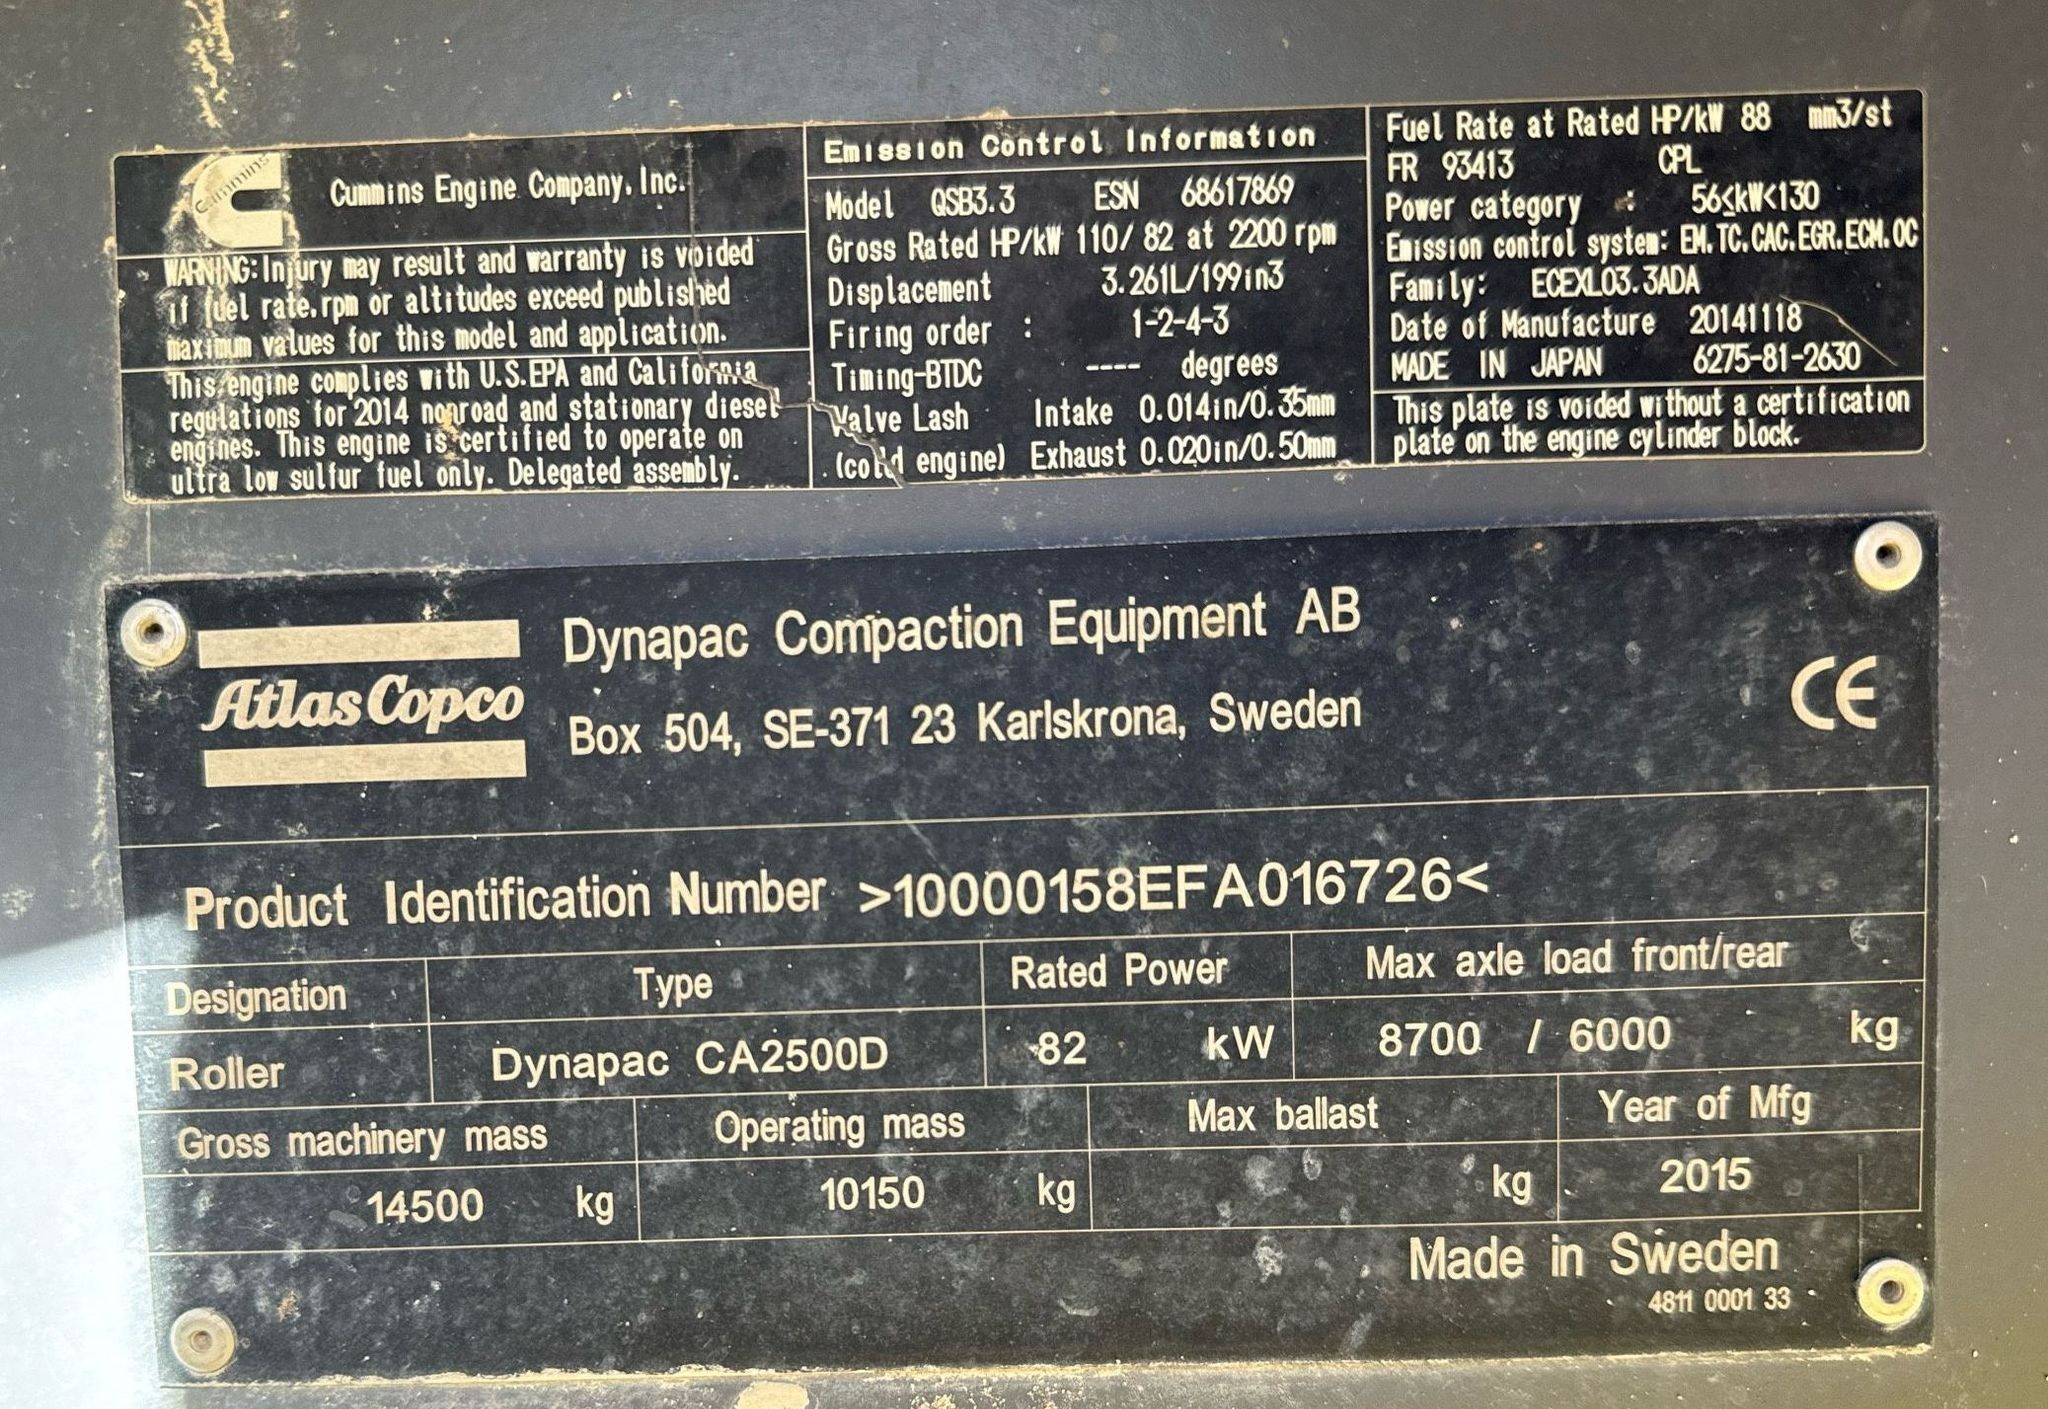 Cummins
Cummins Engine Company, Inc.
WARNING: Injury may result and warranty is voided
if fuel rate, rpm or altitudes exceed published
maximum values for this model and application.
This engine complies with U.S.EPA and California
regulations for 2014 nonroad and stationary diesel
engines. This engine is certified to operate on
ultra low sulfur fuel only. Delegated assembly.
Emission Control Information
Model QSB3.3 ESN 68617869
Gross Rated HP/kW 110/ 82 at 2200 rpm
Displacement 3.261L/199in3
Firing order : 1-2-4-3
Timing-BTDC ---- degrees
Valve Lash Intake 0.014in/0.35mm
(cold engine) Exhaust 0.020in/0.50mm
Fuel Rate at Rated HP/kW 88 mm3/st
FR 93413 CPL
Power category : 56≤kW<130
Emission control system: EM.TC.CAC.EGR.ECM.OC
Family: ECEXL03.3ADA
Date of Manufacture 20141118
MADE IN JAPAN 6275-81-2630
This plate is voided without a certification
plate on the engine cylinder block.
Atlas Copco
Dynapac Compaction Equipment AB
Box 504, SE-371 23 Karlskrona, Sweden
CE
Product Identification Number >10000158EFA016726<
Designation Type Rated Power Max axle load front/rear
Roller Dynapac CA2500D 82 kW 8700 / 6000 kg
Gross machinery mass Operating mass Max ballast Year of Mfg
14500 kg 10150 kg kg 2015
Made in Sweden
4811 0001 33